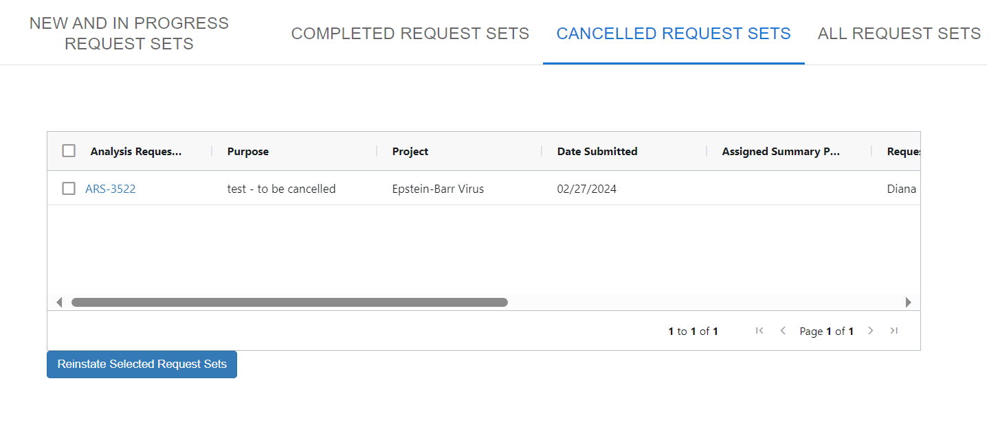 NEW AND IN PROGRESS
REQUEST SETS
COMPLETED REQUEST SETS
CANCELLED REQUEST SETS
ALL REQUEST SETS
Analysis Reques... Purpose Project Date Submitted Assigned Summary P... Reques
ARS-3522 test - to be cancelled Epstein-Barr Virus 02/27/2024 Diana
1 to 1 of 1 Page 1 of 1
Reinstate Selected Request Sets